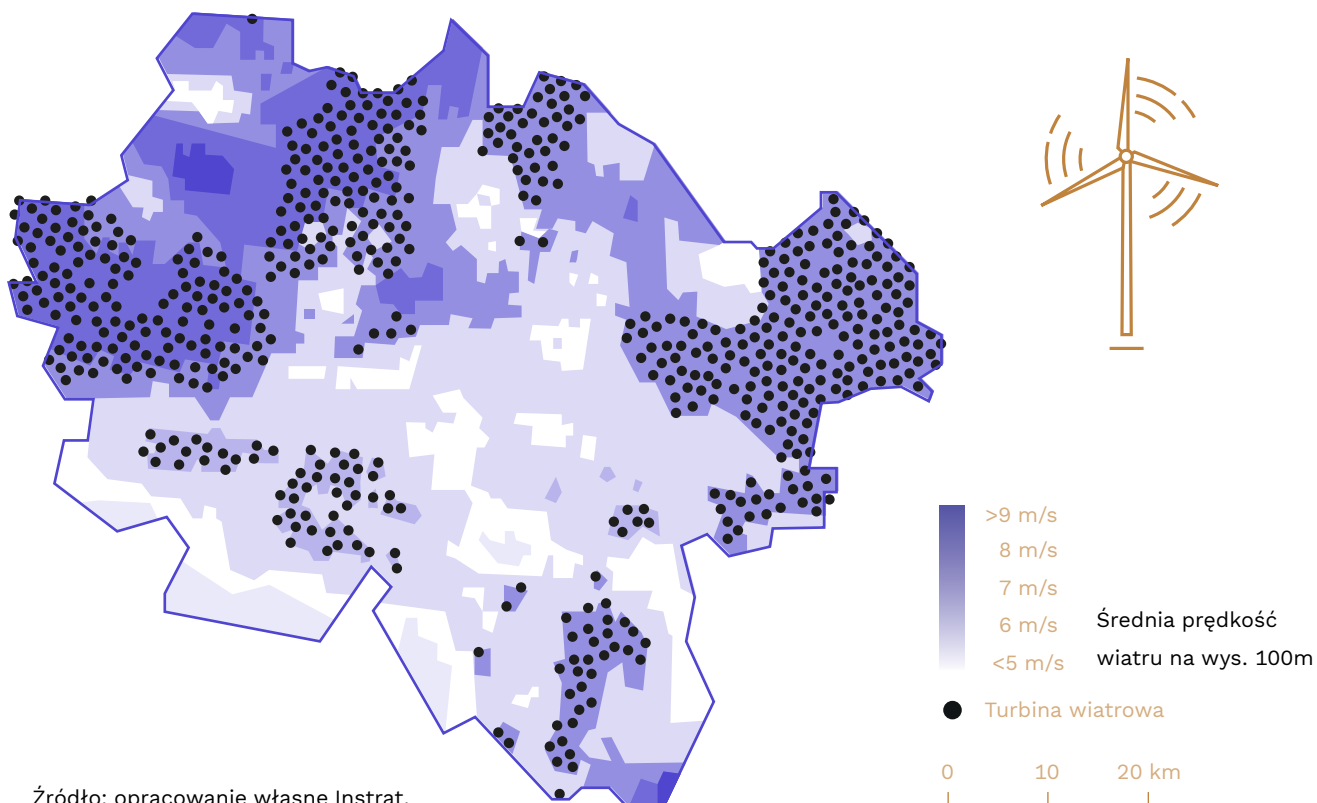 >9 m/s
8 m/s
7 m/s
6 m/s
<5 m/s
Średnia prędkość
wiatru na wys. 100m
Turbina wiatrowa
0 10 20 km
Źródło: opracowanie własne Instrat.